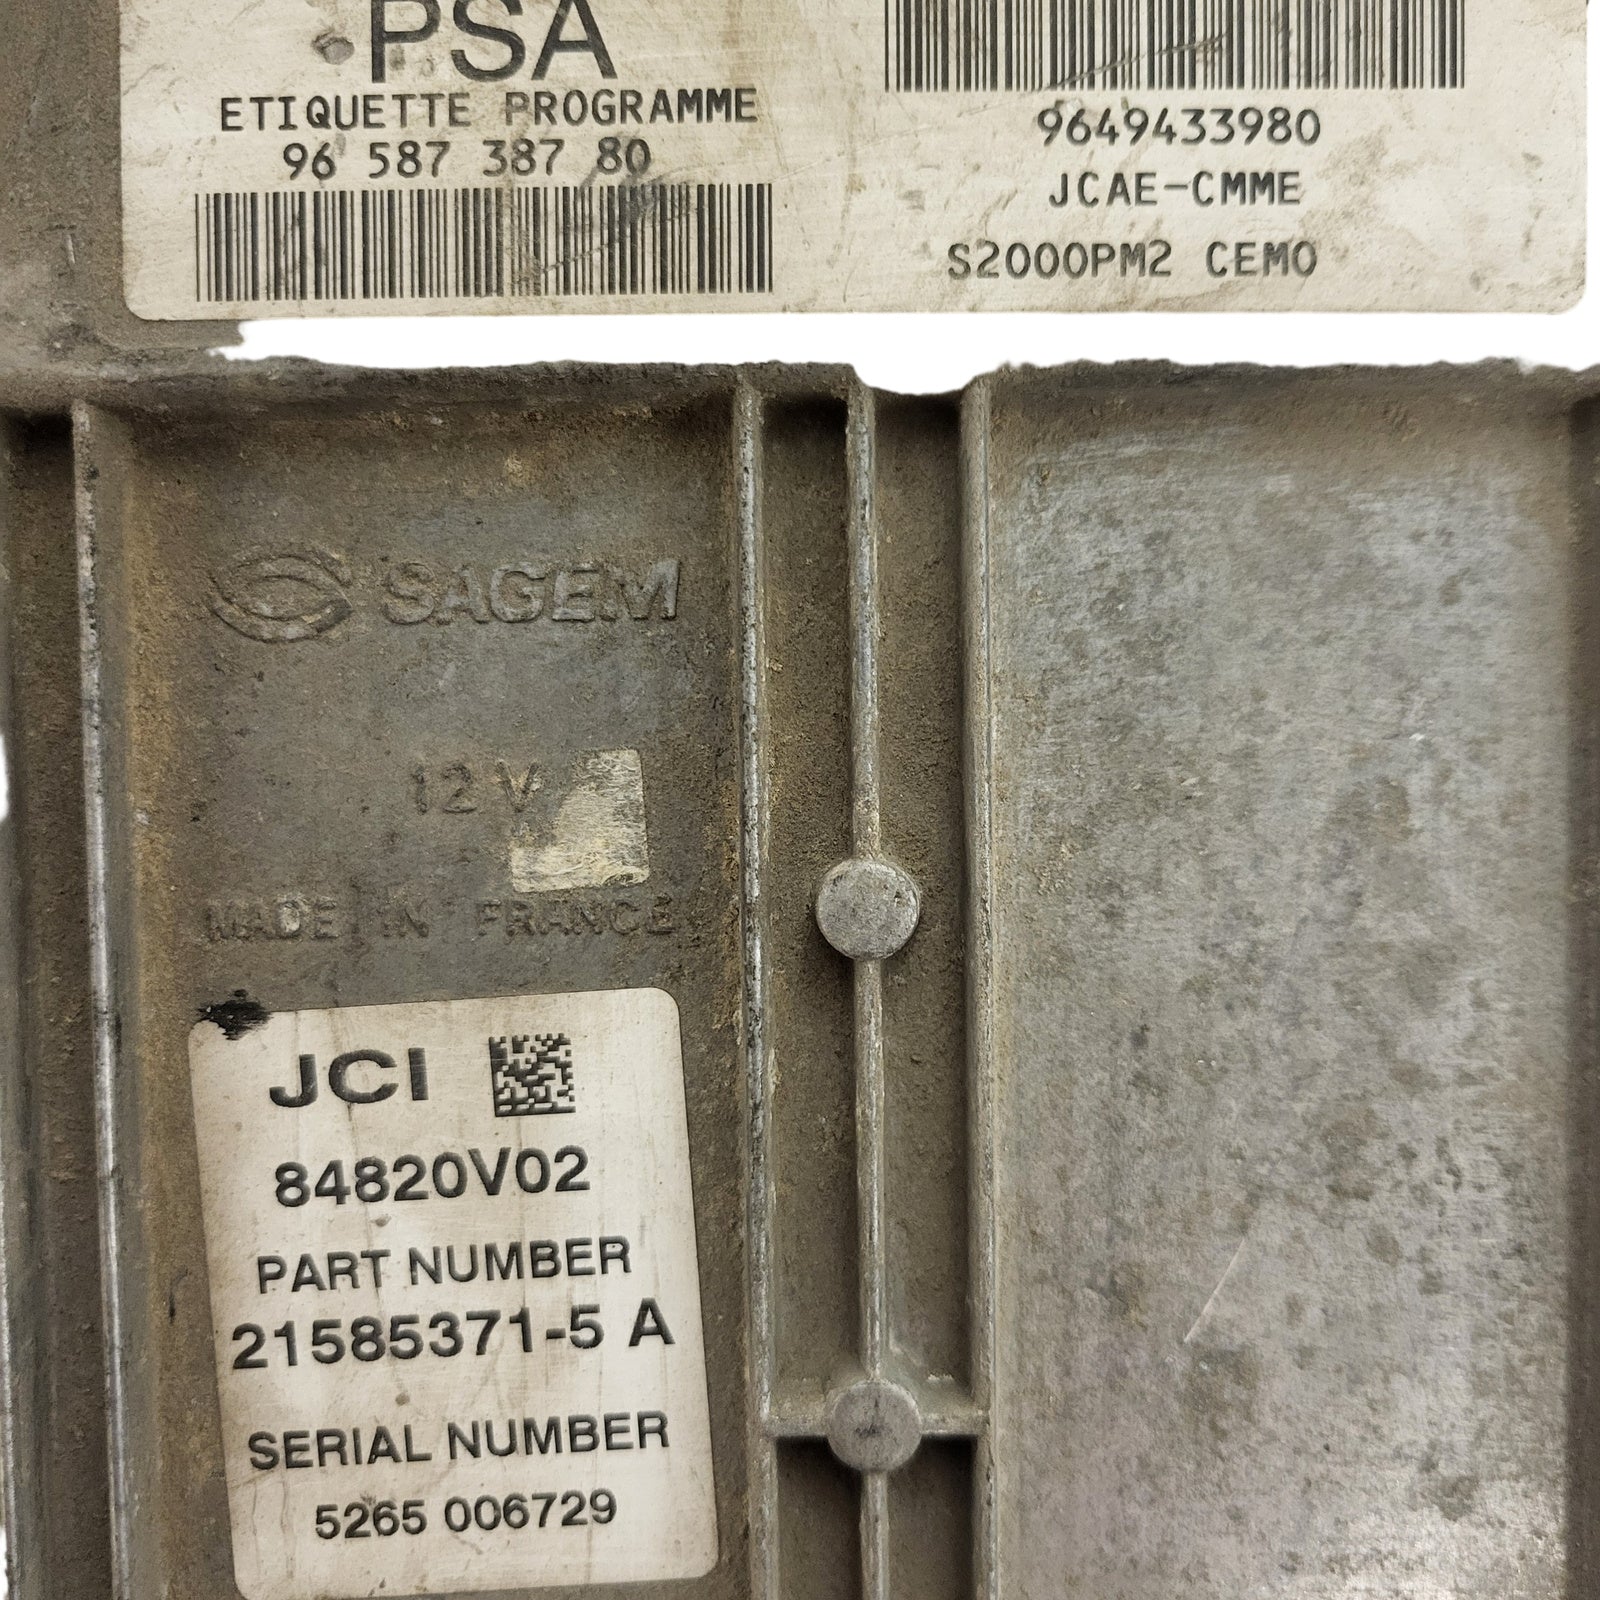 PSA
ETIQUETTE PROGRAMME
96 587 387 80
9649433980
JCAE-CMME
S2000PM2 CEMO
SAGEM
12 V
MADE IN FRANCE
JCI
84820V02
PART NUMBER
21585371-5 A
SERIAL NUMBER
5265 006729